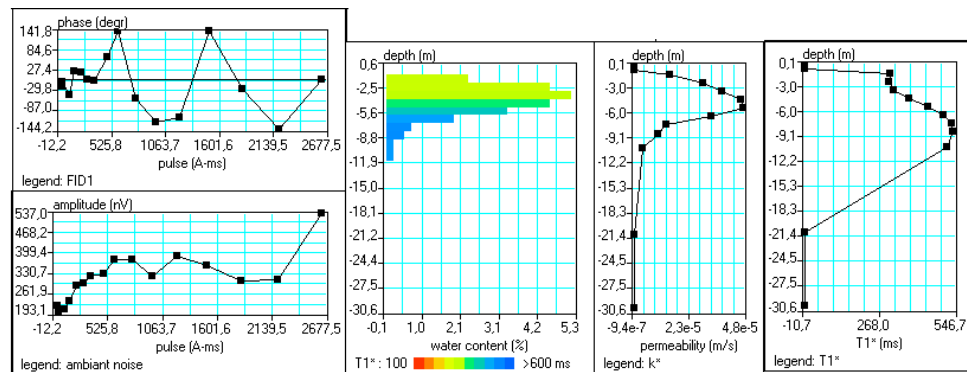 phase (degr)
141,8
84,6
27,4
-29,8
-87,0
-144,2
-12,2 525,8 1063,7 1601,6 2139,5 2677,5
pulse (A-ms)
legend: FID1
amplitude (nV)
537,0
468,2
399,4
330,7
261,9
193,1
-12,2 525,8 1063,7 1601,6 2139,5 2677,5
pulse (A-ms)
legend: ambiant noise
depth (m)
0,6
-2,5
-5,6
-8,7
-11,9
-15,0
-18,1
-21,2
-24,4
-27,5
-30,6
-0,1 1,0 2,1 3,1 4,2 5,3
water content (%)
T1* : 100 >600 ms
depth (m)
0,1
-3,0
-6,0
-9,1
-12,2
-15,3
-18,3
-21,4
-24,5
-27,5
-30,6
-9,4e-7 2,3e-5 4,8e-5
permeability (m/s)
legend: k*
depth (m)
0,1
-3,0
-6,0
-9,1
-12,2
-15,3
-18,3
-21,4
-24,5
-27,5
-30,6
-10,7 268,0 546,7
T1* (ms)
legend: T1*